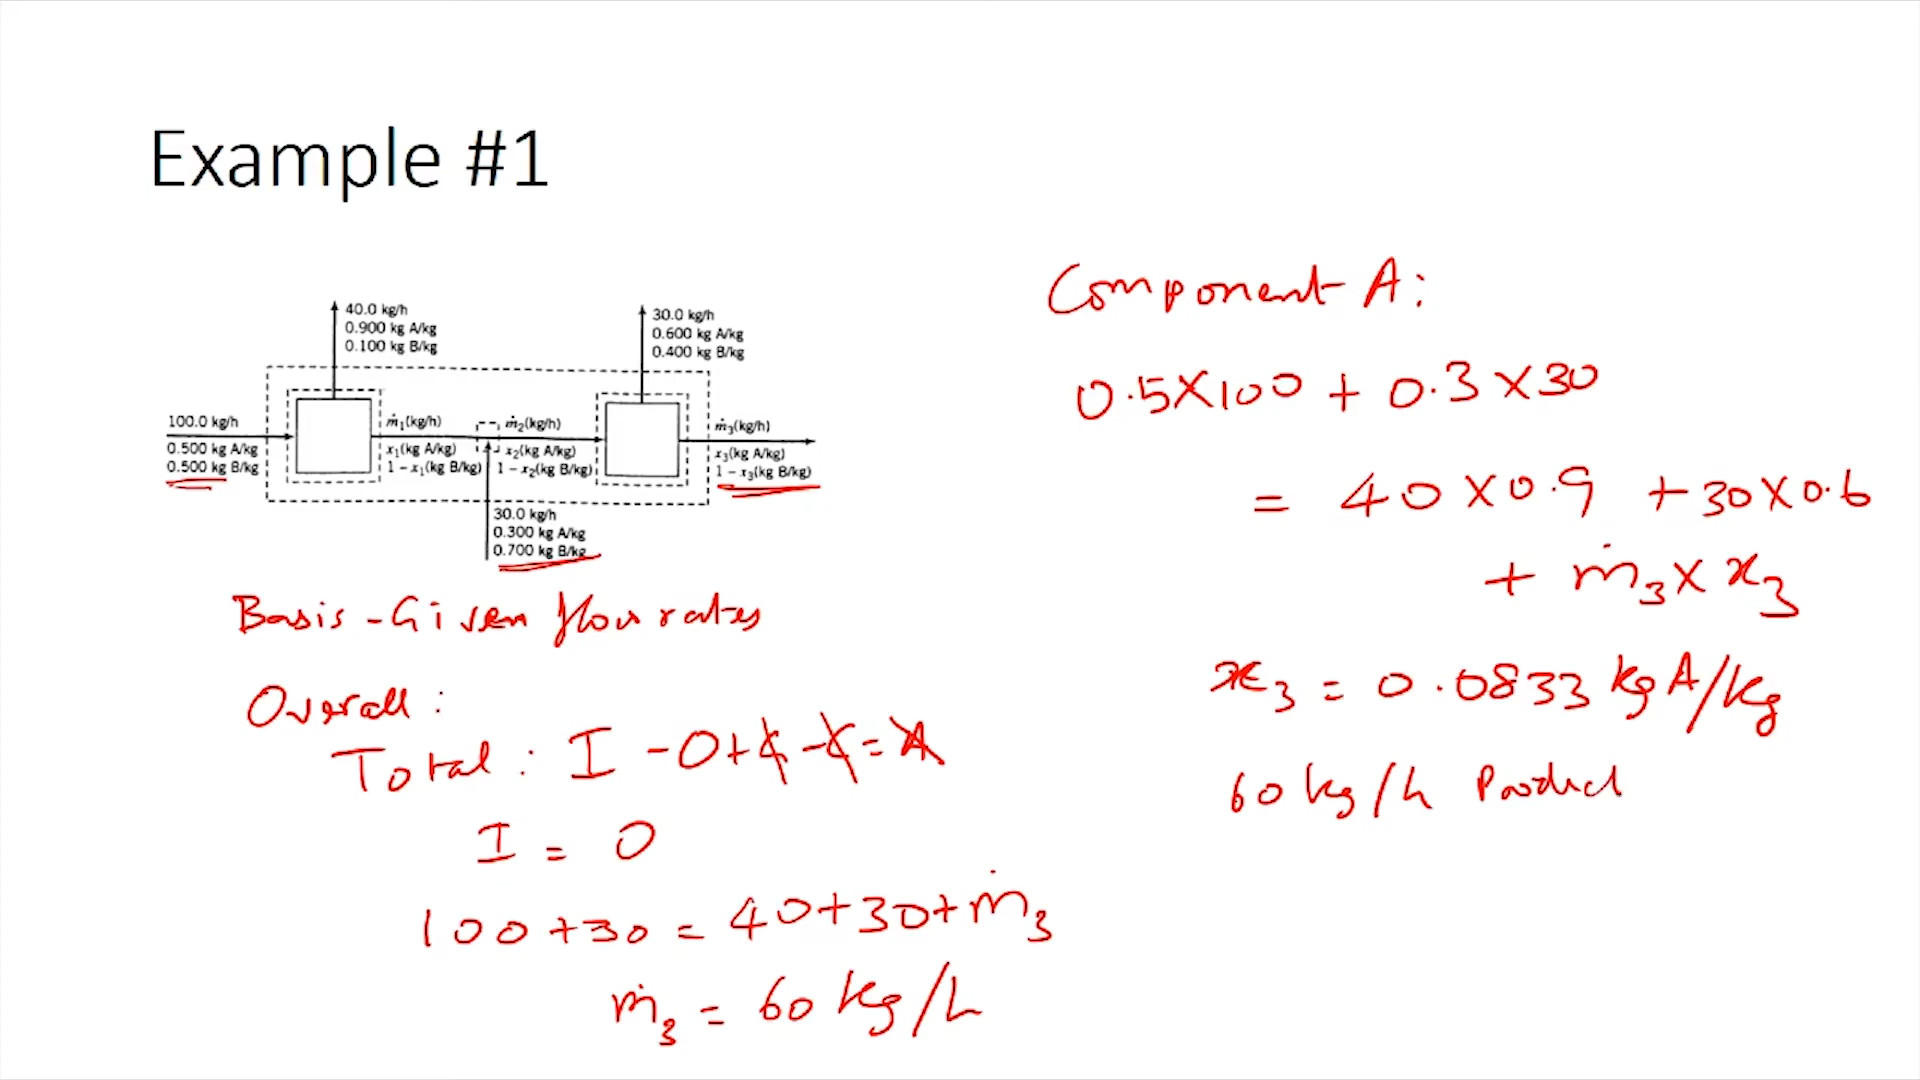 Example #1
40.0 kg/h
0.900 kg A/kg
0.100 kg B/kg
30.0 kg/h
0.600 kg A/kg
0.400 kg B/kg
100.0 kg/h
0.500 kg A/kg
0.500 kg B/kg
ṁ₁(kg/h)
x₁(kg A/kg)
1 − x₁(kg B/kg)
ṁ₂(kg/h)
x₂(kg A/kg)
1 − x₂(kg B/kg)
ṁ₃(kg/h)
x₃(kg A/kg)
1 − x₃(kg B/kg)
30.0 kg/h
0.300 kg A/kg
0.700 kg B/kg
Basis - Given flow rates
Overall :
Total : I - O + G - C = A
I = O
100 + 30 = 40 + 30 + ṁ₃
ṁ₃ = 60 kg/h
Component A :
0.5 × 100 + 0.3 × 30
= 40 × 0.9 + 30 × 0.6
+ ṁ₃ × x₃
x₃ = 0.0833 kg A/kg
60 kg/h Product